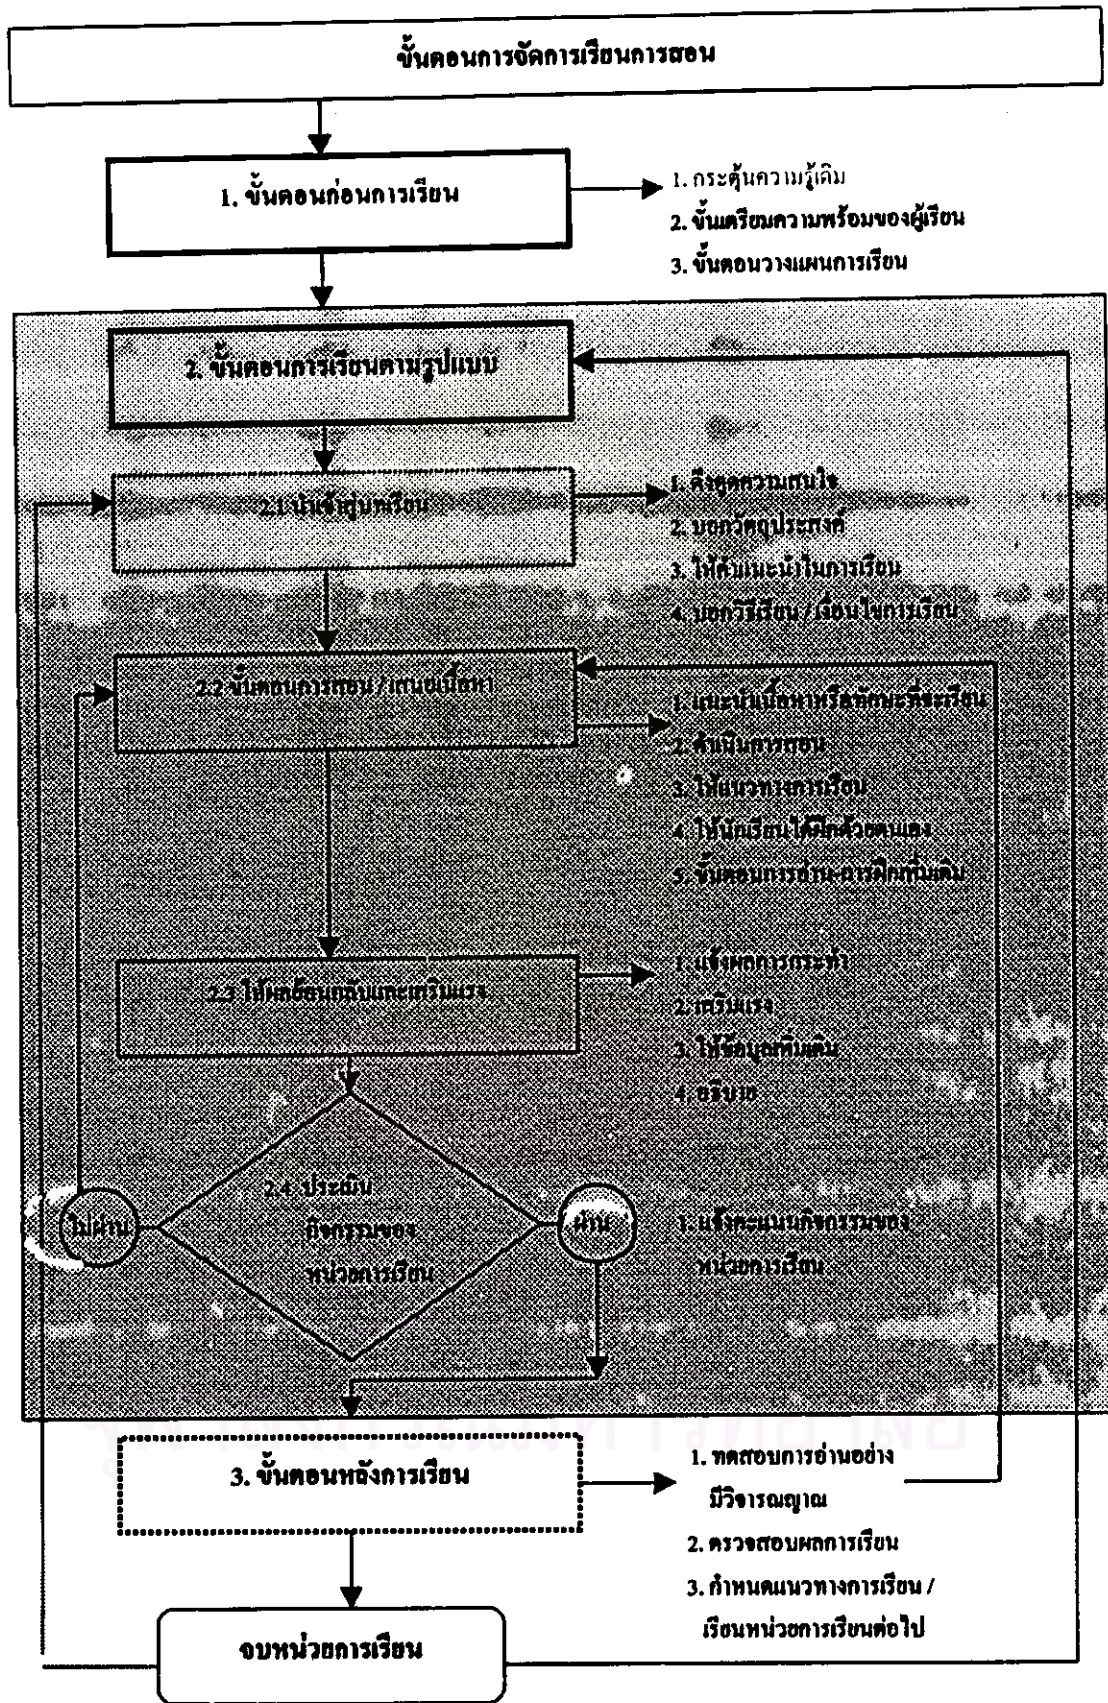 ขั้นตอนการจัดการเรียนการสอน
1. ขั้นตอนก่อนการเรียน
1. กระตุ้นความรู้เดิม
2. ขั้นเตรียมความพร้อมของผู้เรียน
3. ขั้นตอนวางแผนการเรียน
2. ขั้นตอนการเรียนตามรูปแบบ
2.1 นำเข้าสู่บทเรียน
1. ดึงดูดความสนใจ
2. บอกวัตถุประสงค์
3. ให้คำแนะนำในการเรียน
4. บอกวิธีเรียน / เงื่อนไขการเรียน
2.2 ขั้นตอนการสอน / เสนอเนื้อหา
1. แนะนำเนื้อหาหรือทักษะที่จะเรียน
2. ดำเนินการสอน
3. ให้แนวทางการเรียน
4. ให้นักเรียนได้ฝึกด้วยตนเอง
5. ขั้นตอนการอ่าน-การฝึกเพิ่มเติม
2.3 ให้ผลย้อนกลับและเสริมแรง
1. แจ้งผลการกระทำ
2. เสริมแรง
3. ให้ข้อมูลเพิ่มเติม
4. อธิบาย
2.4. ประเมิน
กิจกรรมของ
หน่วยการเรียน
ไม่ผ่าน
ผ่าน
1. แจ้งคะแนนกิจกรรมของ
หน่วยการเรียน
3. ขั้นตอนหลังการเรียน
1. ทดสอบการอ่านอย่าง
มีวิจารณญาณ
2. ตรวจสอบผลการเรียน
3. กำหนดแนวทางการเรียน /
เรียนหน่วยการเรียนต่อไป
จบหน่วยการเรียน